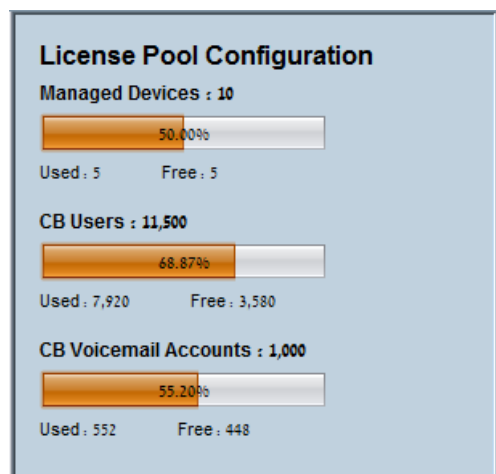 License Pool Configuration
Managed Devices : 10
50.00%
Used : 5 Free : 5
CB Users : 11,500
68.87%
Used : 7,920 Free : 3,580
CB Voicemail Accounts : 1,000
55.20%
Used : 552 Free : 448